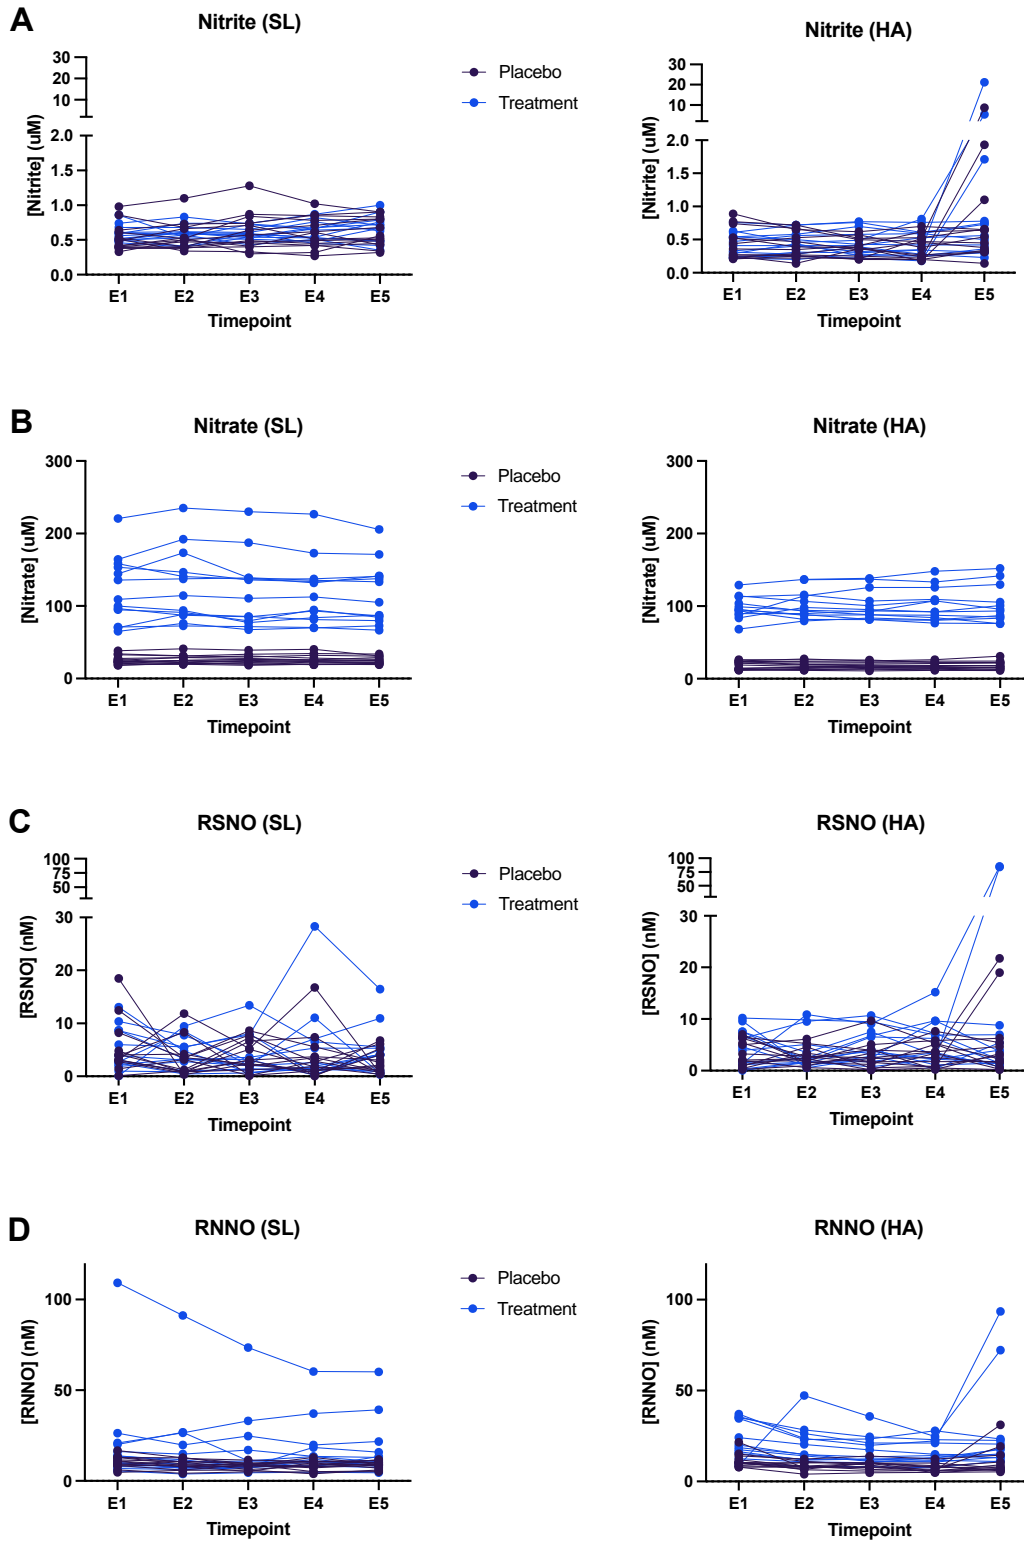 A
Nitrite (SL)
30
20
10
2.0
1.5
1.0
0.5
0.0
[Nitrite] (uM)
E1 E2 E3 E4 E5
Timepoint
Placebo
Treatment
Nitrite (HA)
30
20
10
2.0
1.5
1.0
0.5
0.0
[Nitrite] (uM)
E1 E2 E3 E4 E5
Timepoint
B
Nitrate (SL)
300
200
100
0
[Nitrate] (uM)
E1 E2 E3 E4 E5
Timepoint
Placebo
Treatment
Nitrate (HA)
300
200
100
0
[Nitrate] (uM)
E1 E2 E3 E4 E5
Timepoint
C
RSNO (SL)
100
75
50
30
20
10
0
[RSNO] (nM)
E1 E2 E3 E4 E5
Timepoint
Placebo
Treatment
RSNO (HA)
100
75
50
30
20
10
0
[RSNO] (nM)
E1 E2 E3 E4 E5
Timepoint
D
RNNO (SL)
100
50
0
[RNNO] (nM)
E1 E2 E3 E4 E5
Timepoint
Placebo
Treatment
RNNO (HA)
100
50
0
[RNNO] (nM)
E1 E2 E3 E4 E5
Timepoint